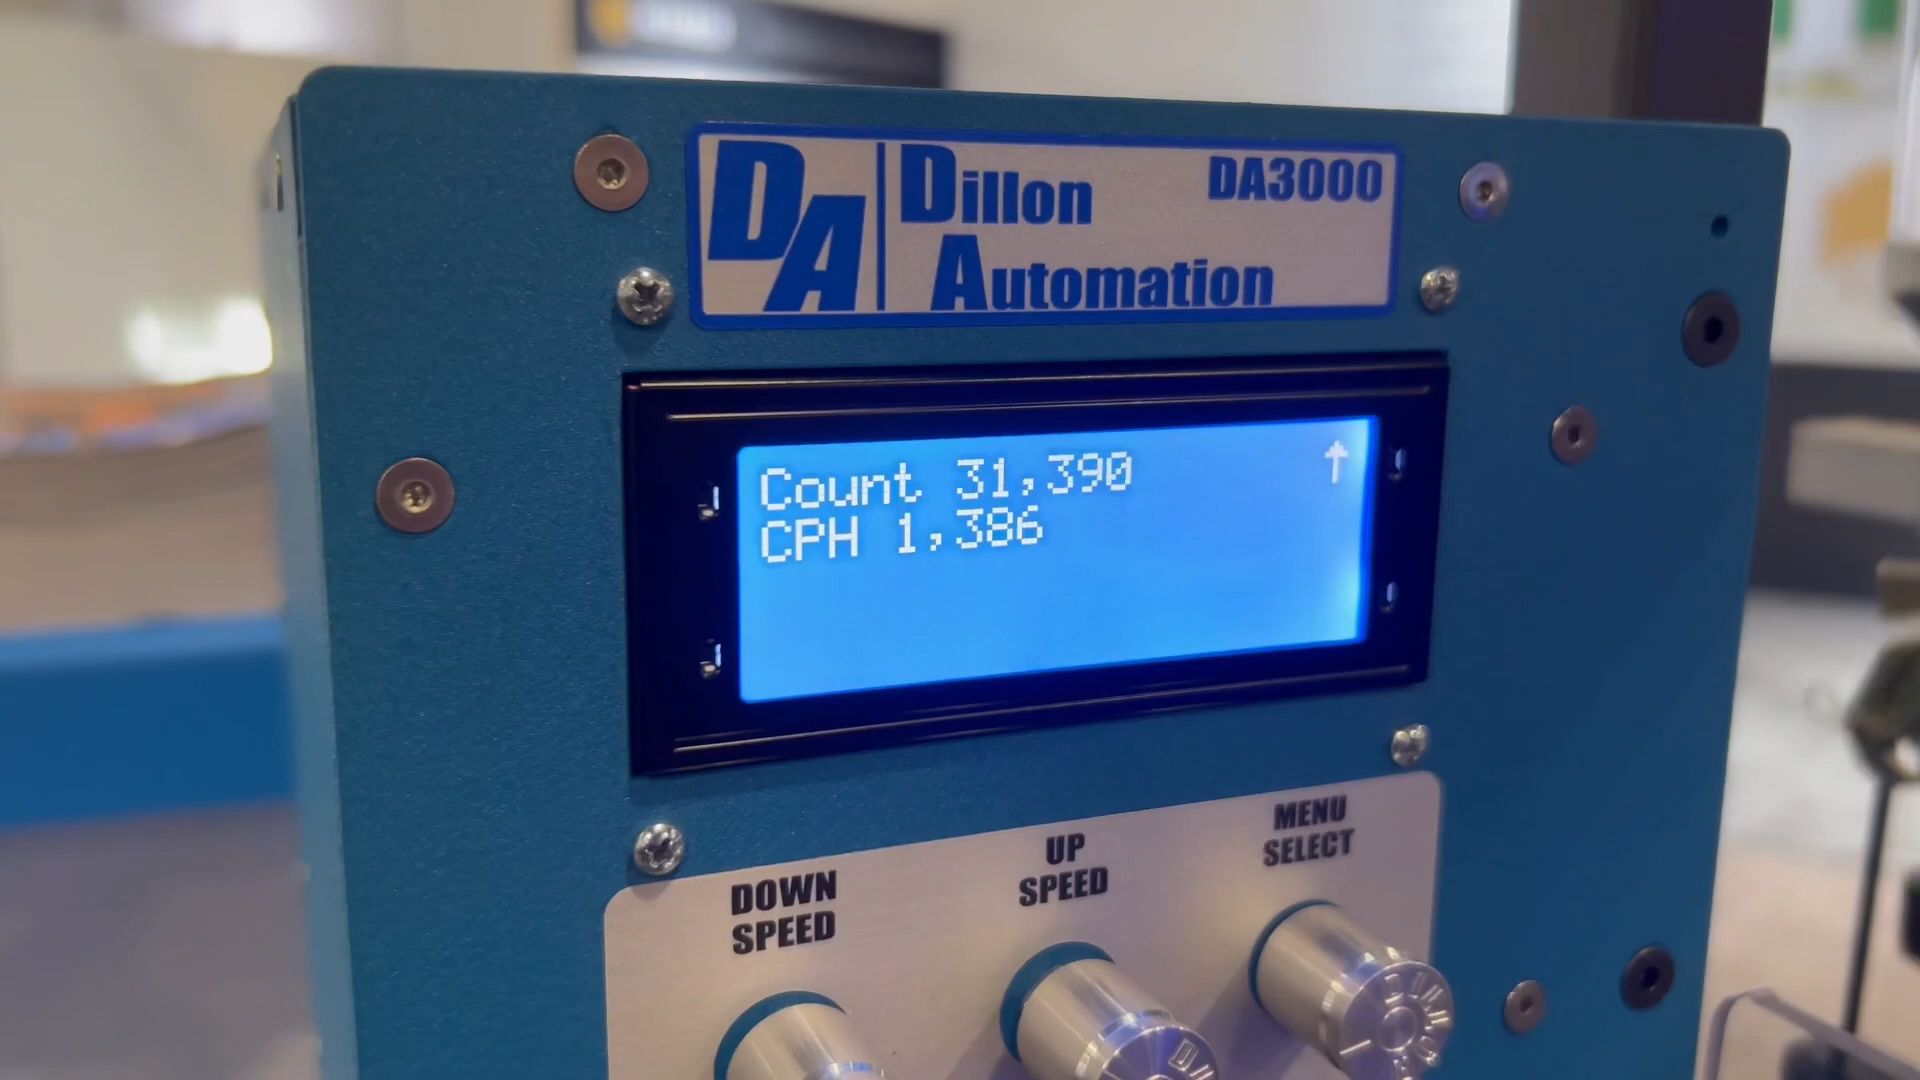 DA
Dillon
Automation
DA3000
Count 31,390
CPH 1,386
DOWN
SPEED
UP
SPEED
MENU
SELECT